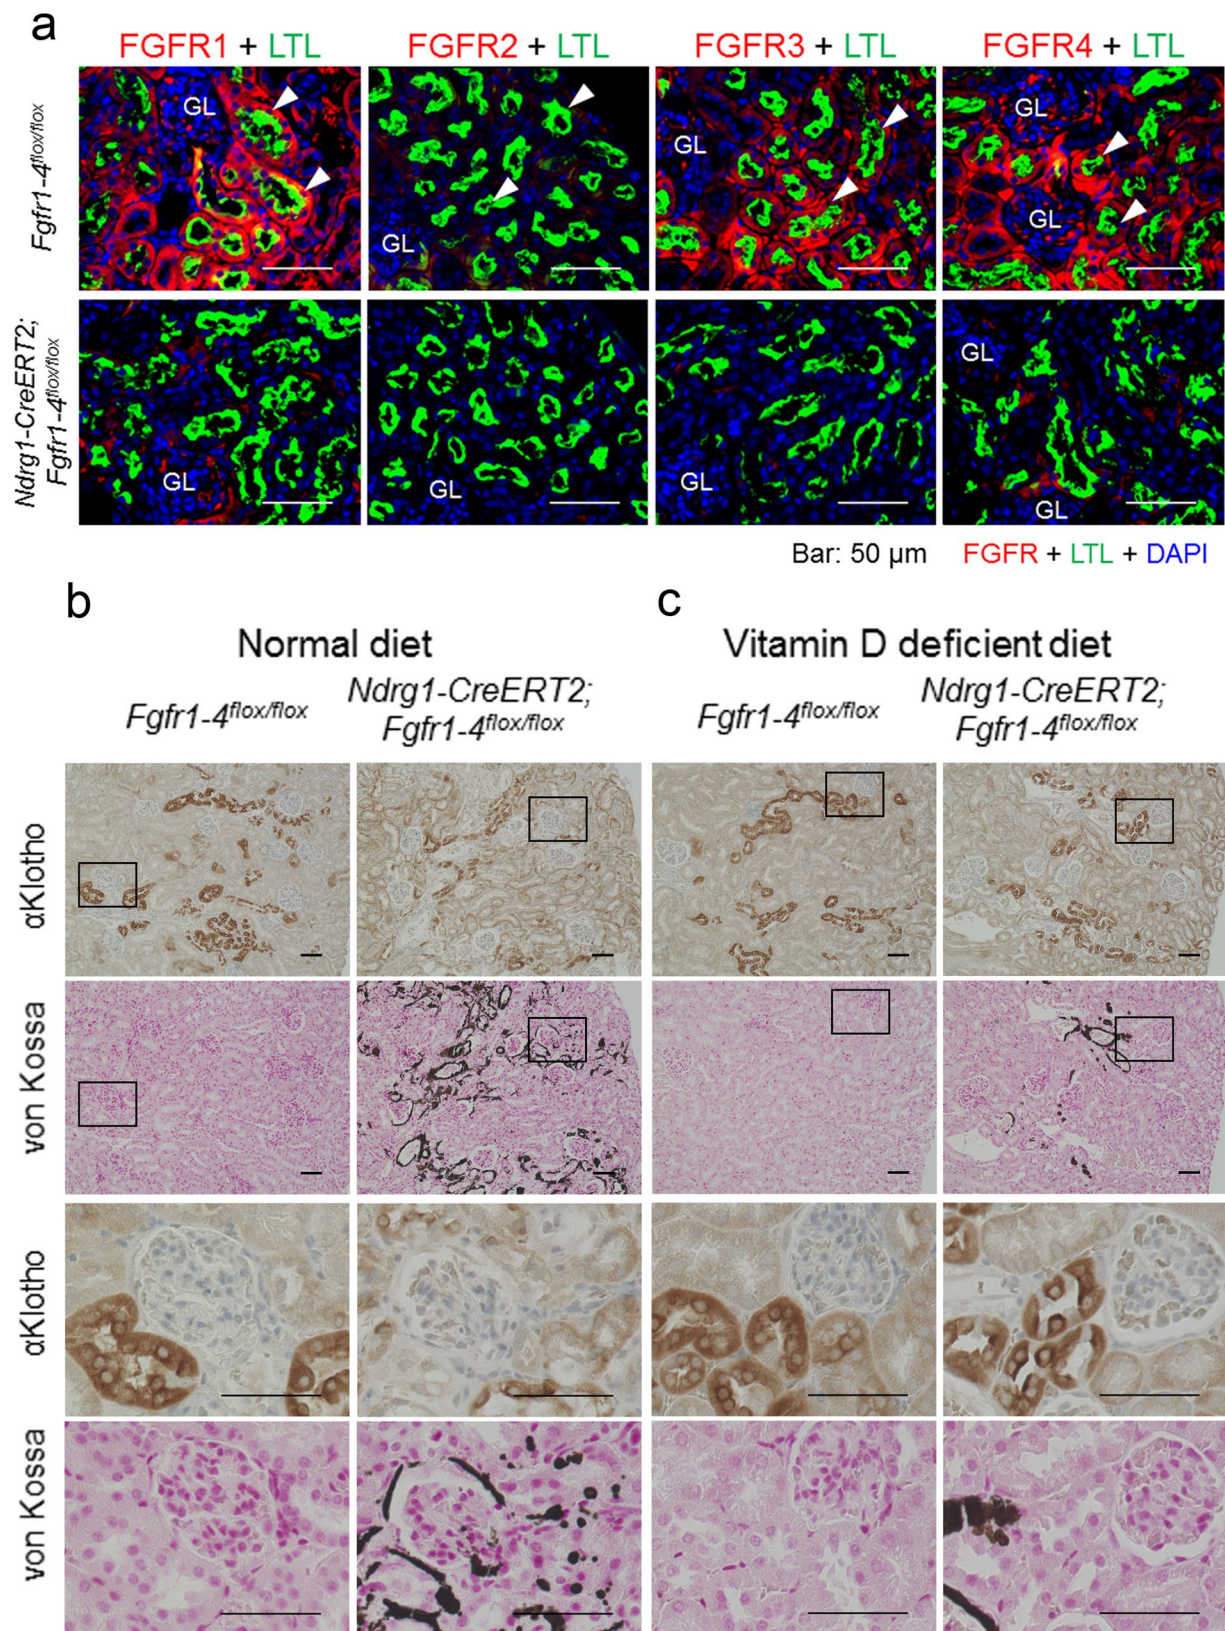 a
FGFR1 + LTL FGFR2 + LTL FGFR3 + LTL FGFR4 + LTL
Fgfr1-4flox/flox
GL GL GL GL GL
Ndrg1-CreERT2;
Fgfr1-4flox/flox
GL GL GL GL GL
Bar: 50 μm FGFR + LTL + DAPI
b c
Normal diet Vitamin D deficient diet
Fgfr1-4flox/flox Ndrg1-CreERT2; Fgfr1-4flox/flox Fgfr1-4flox/flox Ndrg1-CreERT2; Fgfr1-4flox/flox
αKlotho
von Kossa
αKlotho
von Kossa